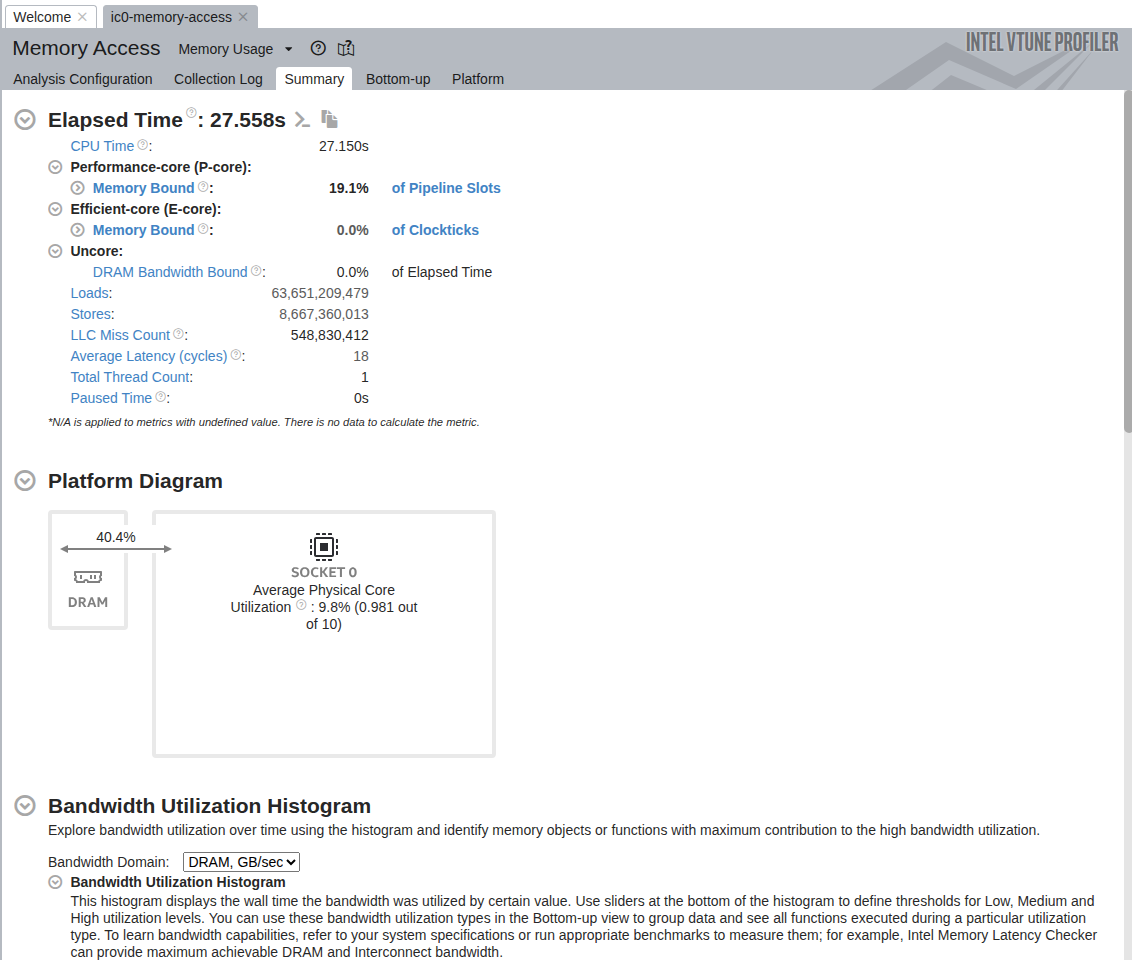 Welcome ic0-memory-access
Memory Access Memory Usage INTEL VTUNE PROFILER
Analysis Configuration Collection Log Summary Bottom-up Platform
Elapsed Time: 27.558s
CPU Time: 27.150s
Performance-core (P-core):
Memory Bound: 19.1% of Pipeline Slots
Efficient-core (E-core):
Memory Bound: 0.0% of Clockticks
Uncore:
DRAM Bandwidth Bound: 0.0% of Elapsed Time
Loads: 63,651,209,479
Stores: 8,667,360,013
LLC Miss Count: 548,830,412
Average Latency (cycles): 18
Total Thread Count: 1
Paused Time: 0s
*N/A is applied to metrics with undefined value. There is no data to calculate the metric.
Platform Diagram
40.4%
DRAM
SOCKET 0
Average Physical Core
Utilization : 9.8% (0.981 out
of 10)
Bandwidth Utilization Histogram
Explore bandwidth utilization over time using the histogram and identify memory objects or functions with maximum contribution to the high bandwidth utilization.
Bandwidth Domain: DRAM, GB/sec
Bandwidth Utilization Histogram
This histogram displays the wall time the bandwidth was utilized by certain value. Use sliders at the bottom of the histogram to define thresholds for Low, Medium and
High utilization levels. You can use these bandwidth utilization types in the Bottom-up view to group data and see all functions executed during a particular utilization
type. To learn bandwidth capabilities, refer to your system specifications or run appropriate benchmarks to measure them; for example, Intel Memory Latency Checker
can provide maximum achievable DRAM and Interconnect bandwidth.